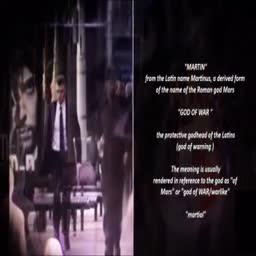 "MARTIN"
from the Latin name Martinus, a derived form
of the name of the Roman god Mars
"GOD OF WAR "
the protective godhead of the Latins
(god of warning )
The meaning is usually
rendered in reference to the god as "of
Mars" or "god of WAR/warlike"
"martial"